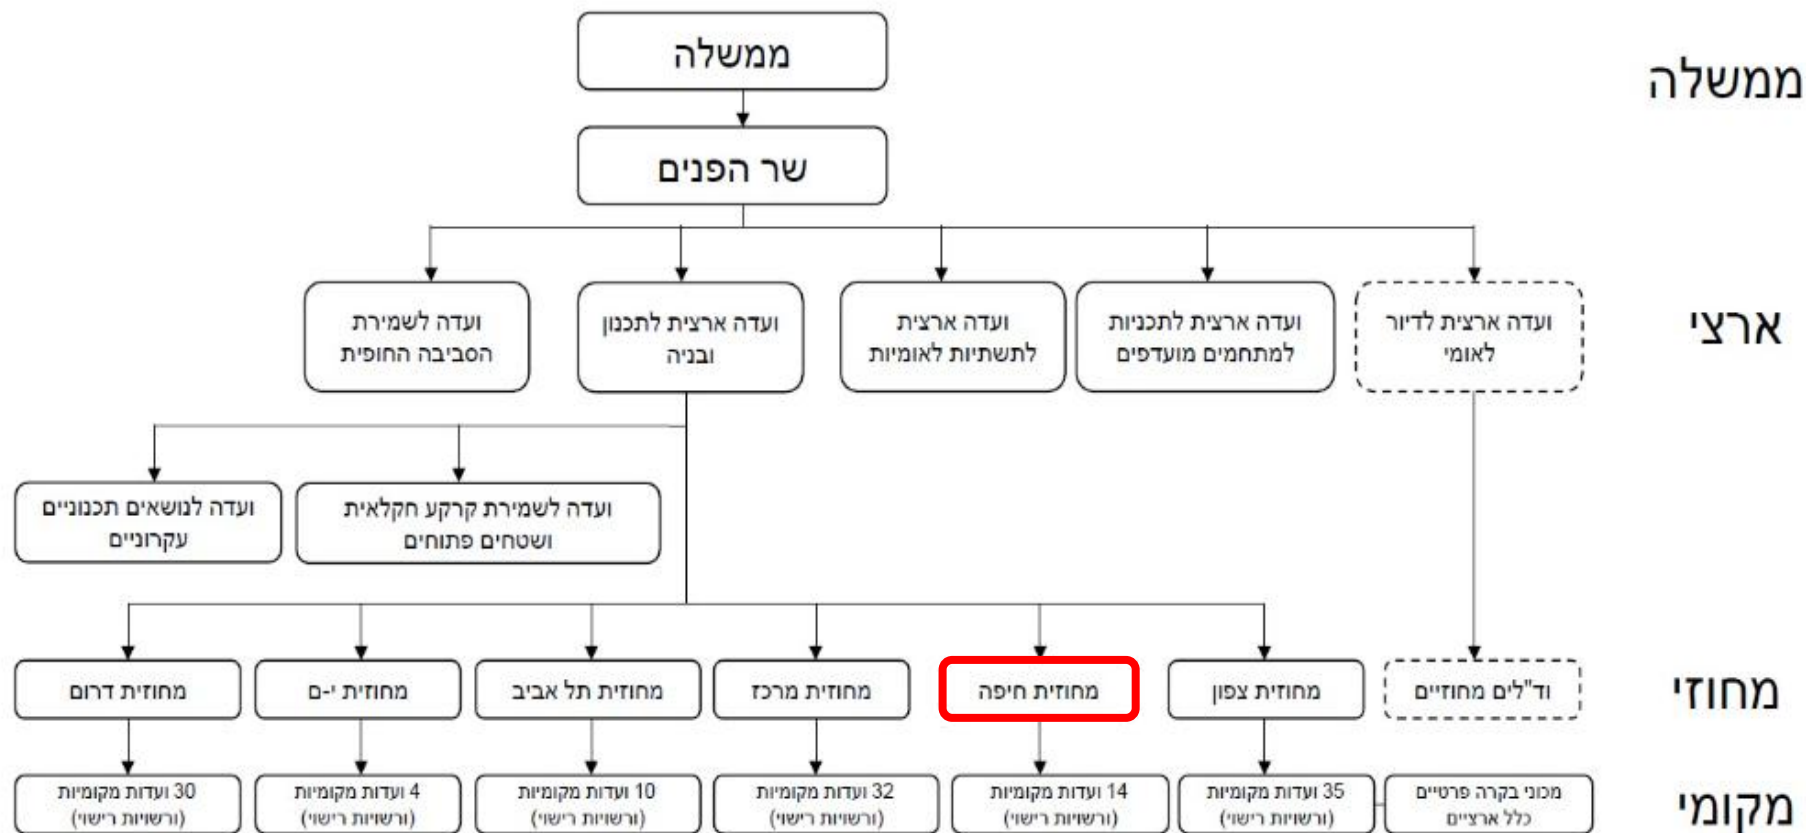 ממשלה
ממשלה
שר הפנים
ארצי
ועדה ארצית לדיור
לאומי
ועדה ארצית לתכניות
למתחמים מועדפים
ועדה ארצית
לתשתיות לאומיות
ועדה ארצית לתכנון
ובניה
ועדה לשמירת
הסביבה החופית
ועדה לשמירת קרקע חקלאית
ושטחים פתוחים
ועדה לנושאים תכנוניים
עקרוניים
מחוזי
וד"לים מחוזיים
מחוזית צפון
מחוזית חיפה
מחוזית מרכז
מחוזית תל אביב
מחוזית י-ם
מחוזית דרום
מקומי
מכוני בקרה פרטיים
כלל ארציים
35 ועדות מקומיות
(ורשויות רישוי)
14 ועדות מקומיות
(ורשויות רישוי)
32 ועדות מקומיות
(ורשויות רישוי)
10 ועדות מקומיות
(ורשויות רישוי)
4 ועדות מקומיות
(ורשויות רישוי)
30 ועדות מקומיות
(ורשויות רישוי)